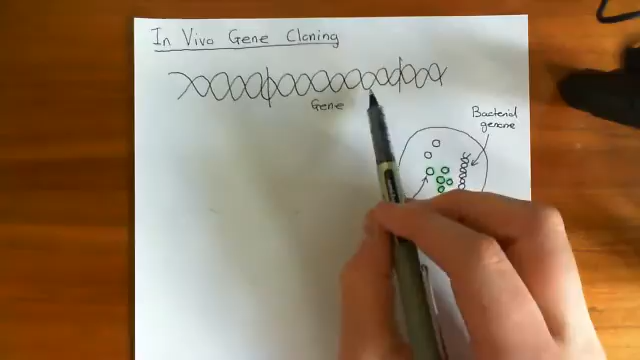 In Vivo Gene Cloning
Gene
Bacterial
genome